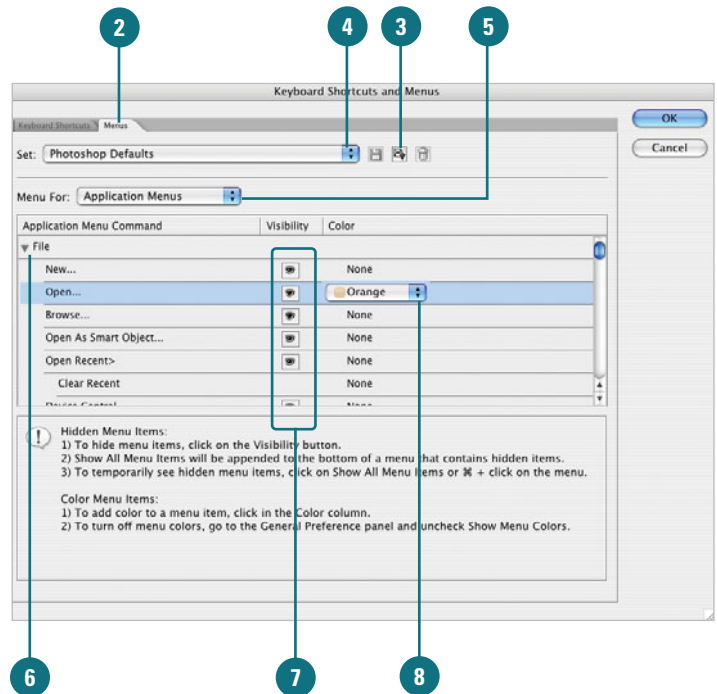 2 4 3 5
Keyboard Shortcuts and Menus
Keyboard Shortcuts Menus
OK
Set: Photoshop Defaults
Cancel
Menu For: Application Menus
Application Menu Command Visibility Color
File
New... None
Open... Orange
Browse... None
Open As Smart Object... None
Open Recent> None
Clear Recent None
Device Central... None
Hidden Menu Items:
1) To hide menu items, click on the Visibility button.
2) Show All Menu Items will be appended to the bottom of a menu that contains hidden items.
3) To temporarily see hidden menu items, click on Show All Menu Items or ⌘ + click on the menu.
Color Menu Items:
1) To add color to a menu item, click in the Color column.
2) To turn off menu colors, go to the General Preference panel and uncheck Show Menu Colors.
6 7 8